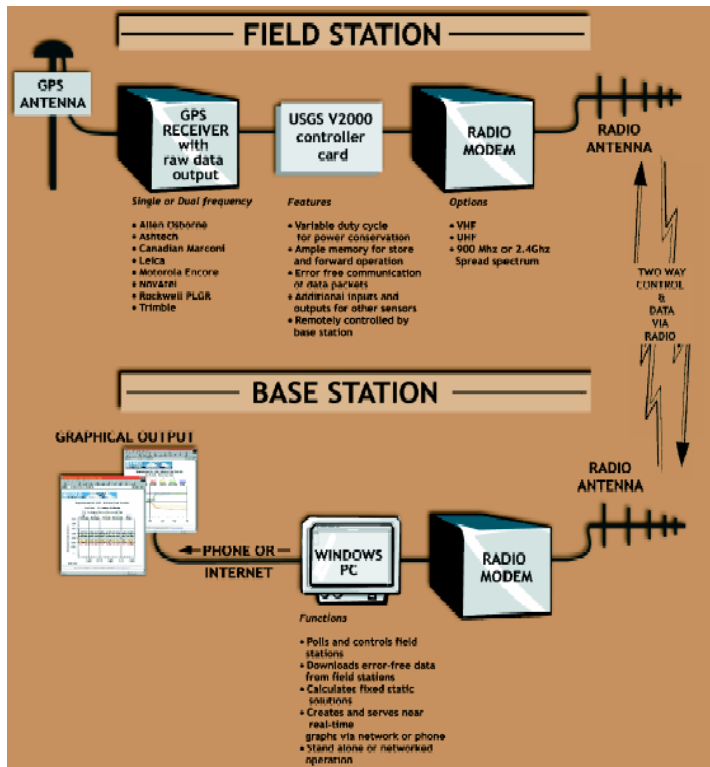 FIELD STATION
GPS
ANTENNA
GPS
RECEIVER
with
raw data
output
USGS V2000
controller
card
RADIO
MODEM
RADIO
ANTENNA
Single or Dual frequency
• Allen Osborne
• Ashtech
• Canadian Marconi
• Leica
• Motorola Encore
• NovAtel
• Rockwell PLGR
• Trimble
Features
• Variable duty cycle
for power conservation
• Ample memory for store
and forward operation
• Error free communication
of data packets
• Additional inputs and
outputs for other sensors
• Remotely controlled by
base station
Options
• VHF
• UHF
• 900 Mhz or 2.4Ghz
Spread spectrum
TWO WAY
CONTROL
&
DATA
VIA
RADIO
BASE STATION
GRAPHICAL OUTPUT
PHONE OR
INTERNET
WINDOWS
PC
RADIO
MODEM
RADIO
ANTENNA
Functions
• Polls and controls field
stations
• Downloads error-free data
from field stations
• Calculates fixed static
solutions
• Creates and serves near
real-time
graphs via network or phone
• Stand alone or networked
operation